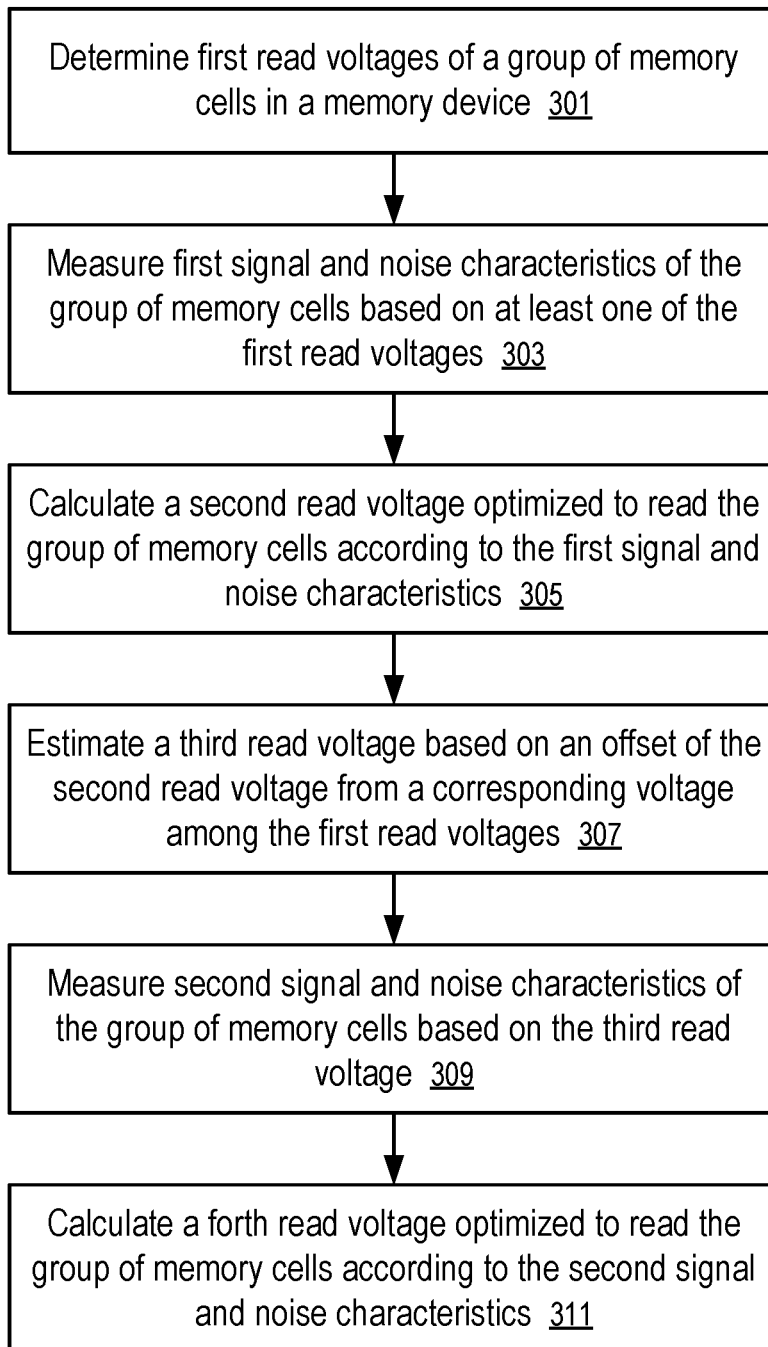 Determine first read voltages of a group of memory
cells in a memory device 301
Measure first signal and noise characteristics of the
group of memory cells based on at least one of the
first read voltages 303
Calculate a second read voltage optimized to read the
group of memory cells according to the first signal and
noise characteristics 305
Estimate a third read voltage based on an offset of the
second read voltage from a corresponding voltage
among the first read voltages 307
Measure second signal and noise characteristics of
the group of memory cells based on the third read
voltage 309
Calculate a forth read voltage optimized to read the
group of memory cells according to the second signal
and noise characteristics 311